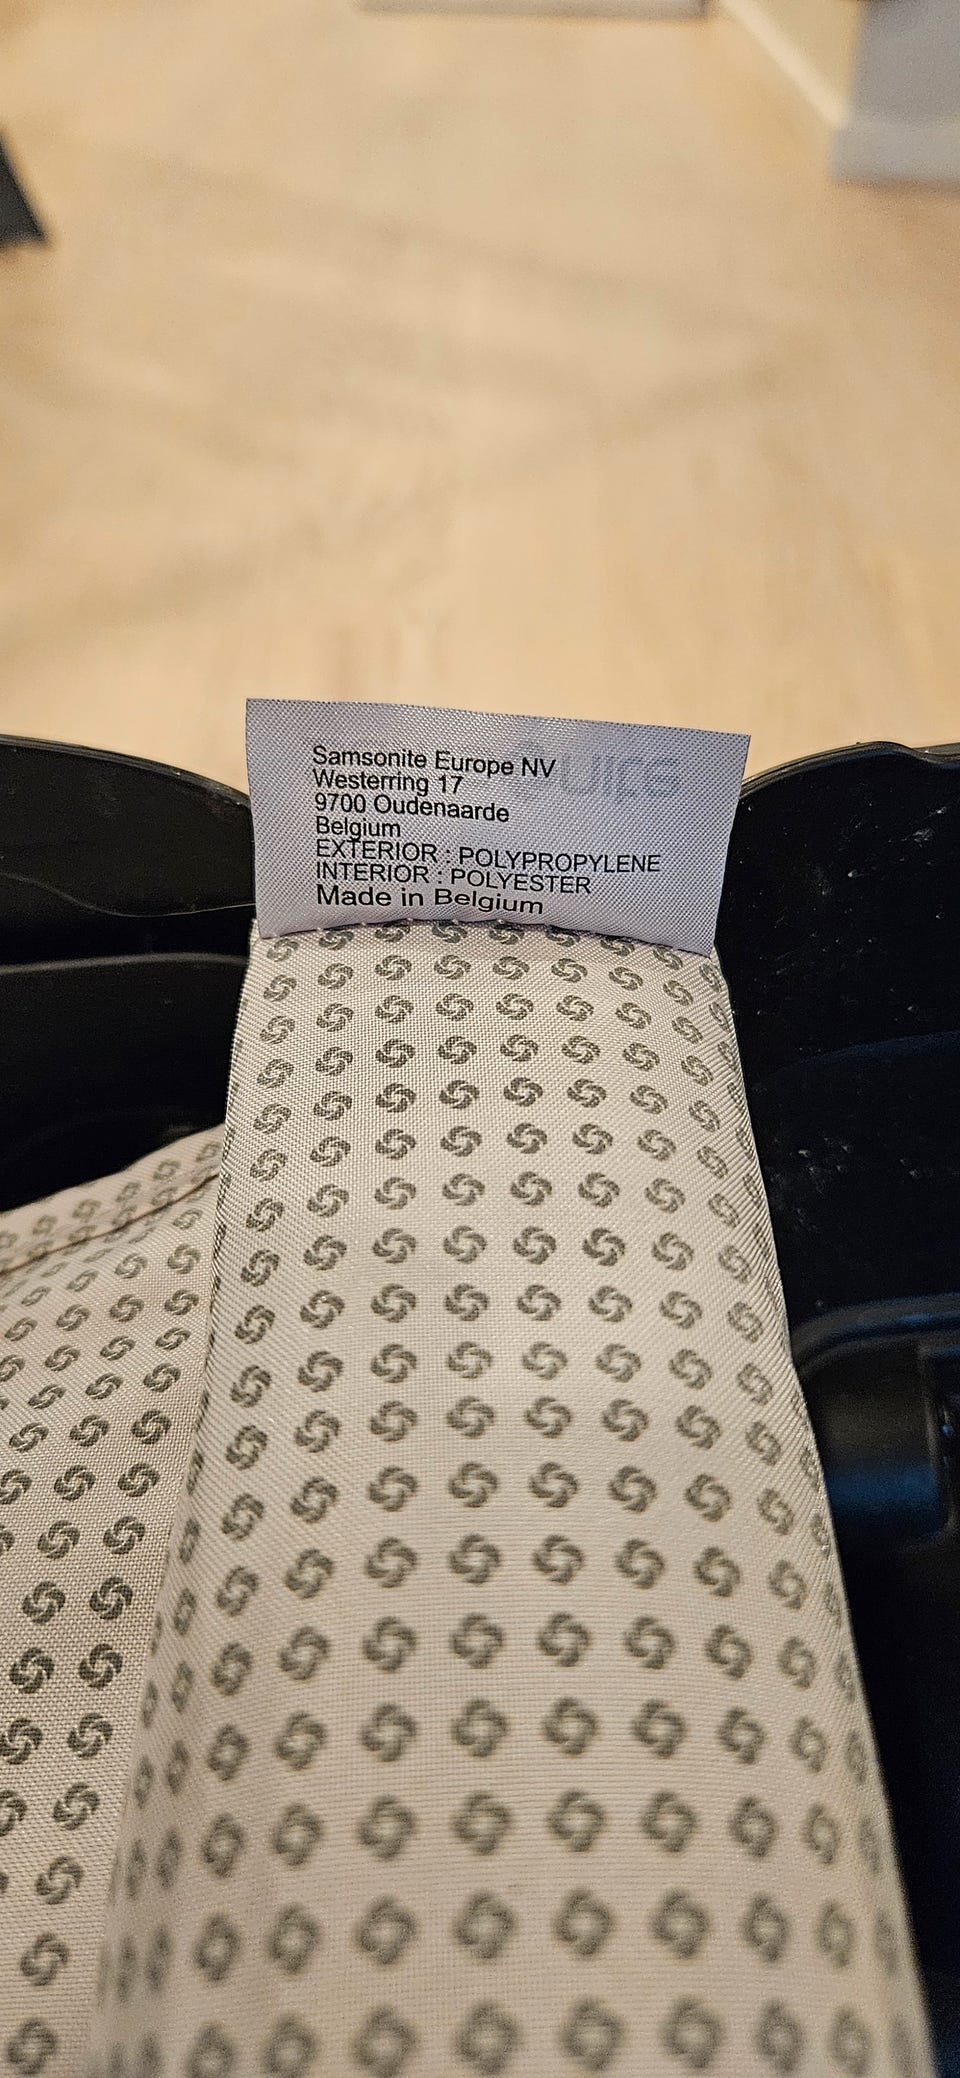 Samsonite Europe NV
Westerring 17
9700 Oudenaarde
Belgium
EXTERIOR : POLYPROPYLENE
INTERIOR : POLYESTER
Made in Belgium